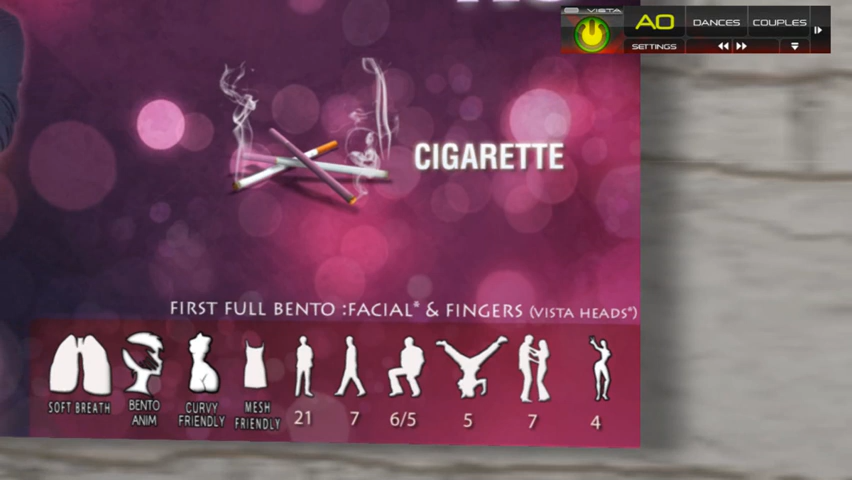 VISTA
AO
DANCES
COUPLES
SETTINGS
CIGARETTE
FIRST FULL BENTO :FACIAL* & FINGERS (VISTA HEADS*)
SOFT BREATH
BENTO
ANIM
CURVY
FRIENDLY
MESH
FRIENDLY
21
7
6/5
5
7
4